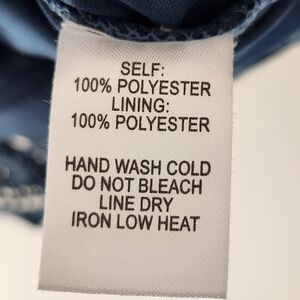 SELF:
100% POLYESTER
LINING:
100% POLYESTER
HAND WASH COLD
DO NOT BLEACH
LINE DRY
IRON LOW HEAT